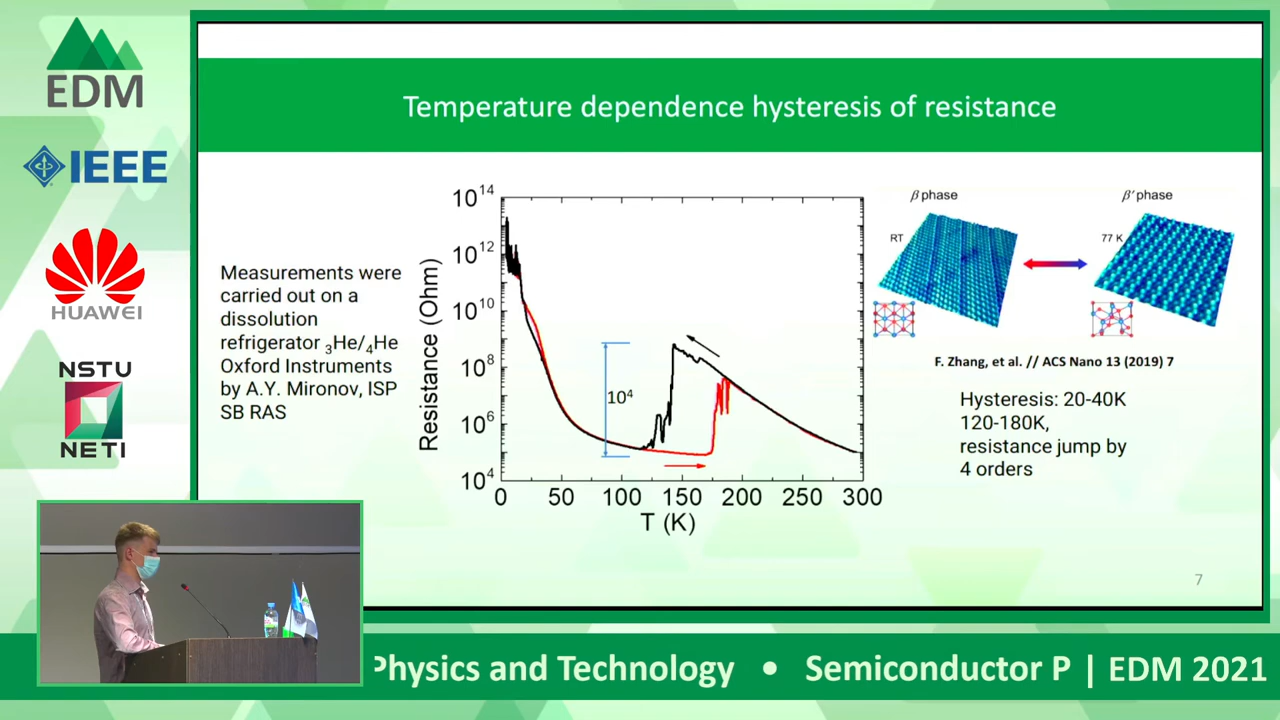 EDM
IEEE
HUAWEI
NSTU
NETI
Temperature dependence hysteresis of resistance
Measurements were
carried out on a
dissolution
refrigerator ₃He/₄He
Oxford Instruments
by A.Y. Mironov, ISP
SB RAS
Resistance (Ohm)
10¹⁴
10¹²
10¹⁰
10⁸
10⁶
10⁴
10⁴
0 50 100 150 200 250 300
T (K)
β phase
β′ phase
RT
77 K
F. Zhang, et al. // ACS Nano 13 (2019) 7
Hysteresis: 20-40K
120-180K,
resistance jump by
4 orders
7
Physics and Technology • Semiconductor P | EDM 2021